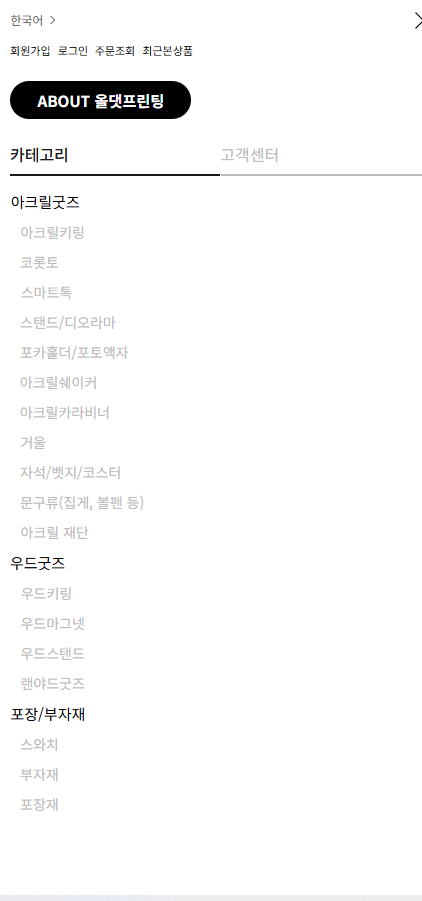 한국어 >
회원가입 로그인 주문조회 최근본상품
ABOUT 올댓프린팅
카테고리 고객센터
아크릴굿즈
아크릴키링
코롯토
스마트톡
스탠드/디오라마
포카홀더/포토액자
아크릴쉐이커
아크릴카라비너
거울
자석/뱃지/코스터
문구류(집게, 볼펜 등)
아크릴 재단
우드굿즈
우드키링
우드마그넷
우드스탠드
랜야드굿즈
포장/부자재
스와치
부자재
포장재